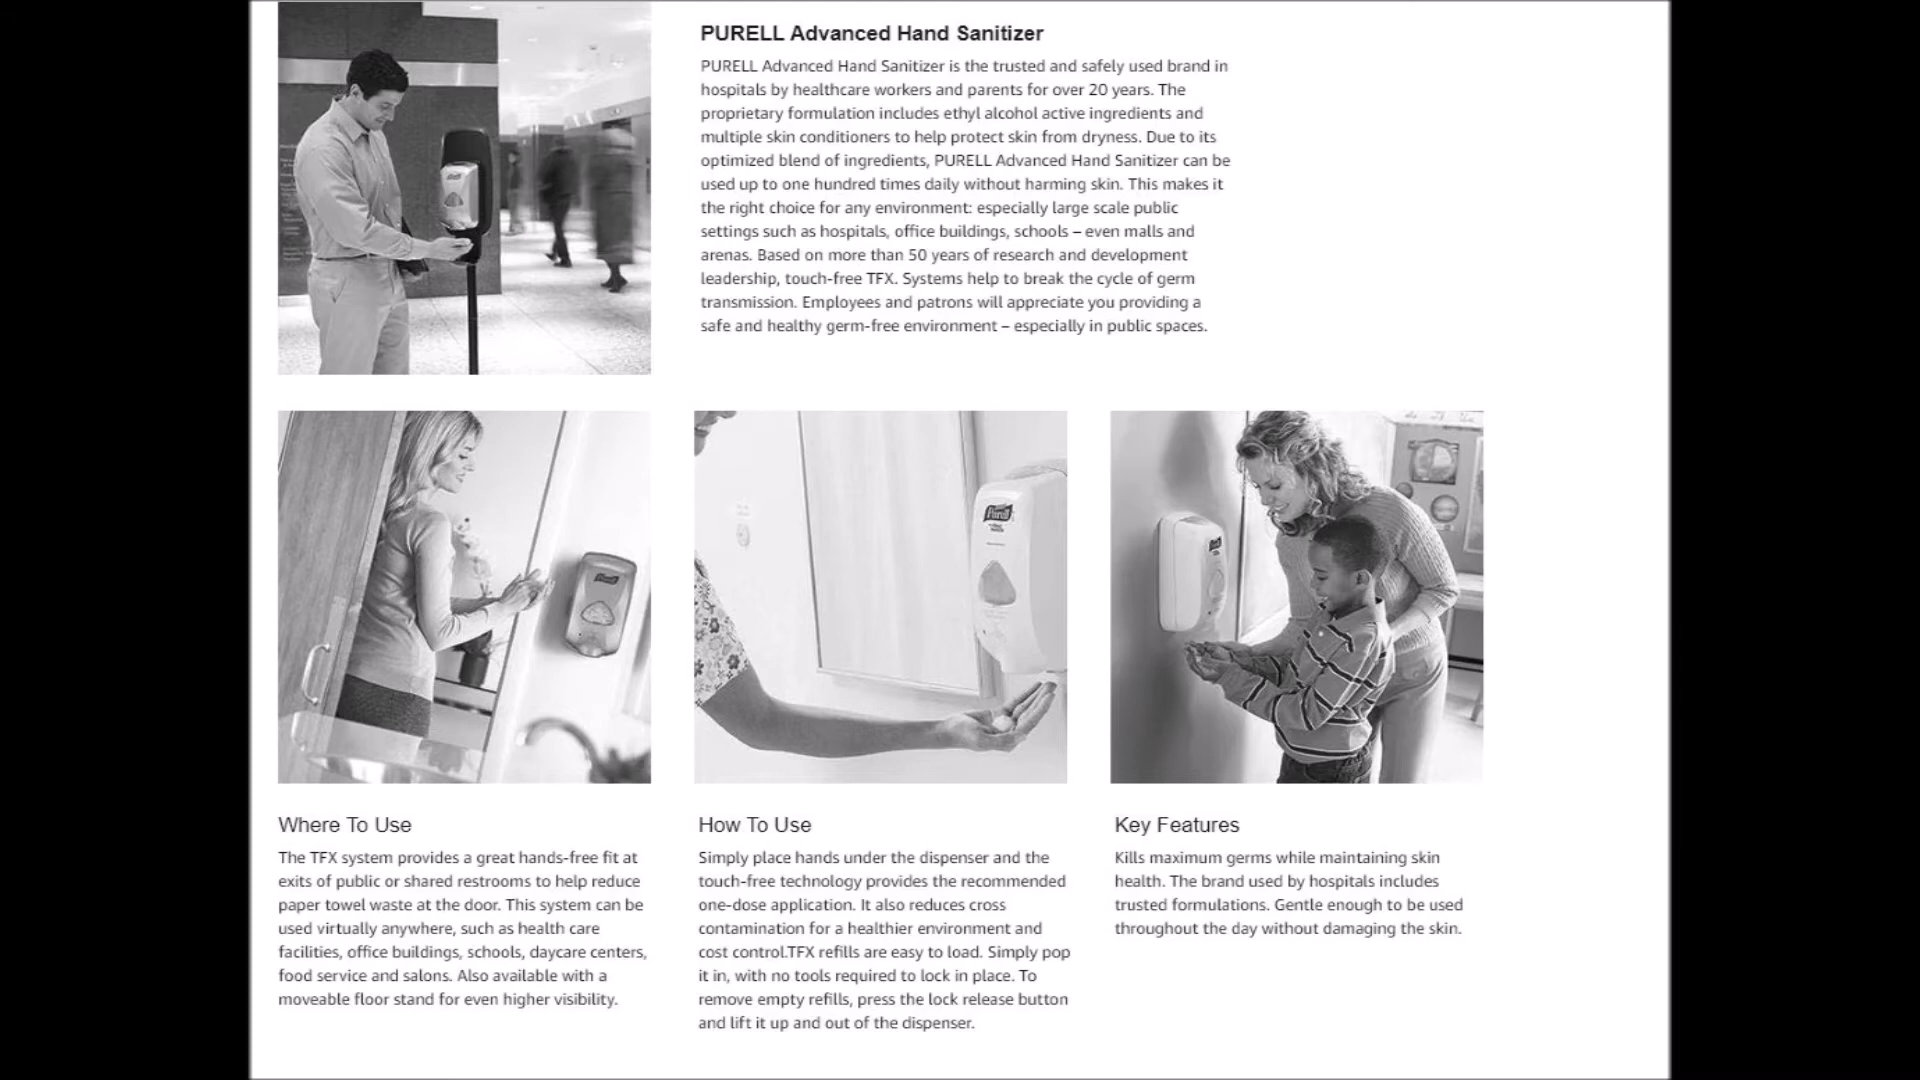 PURELL Advanced Hand Sanitizer
PURELL Advanced Hand Sanitizer is the trusted and safely used brand in
hospitals by healthcare workers and parents for over 20 years. The
proprietary formulation includes ethyl alcohol active ingredients and
multiple skin conditioners to help protect skin from dryness. Due to its
optimized blend of ingredients, PURELL Advanced Hand Sanitizer can be
used up to one hundred times daily without harming skin. This makes it
the right choice for any environment: especially large scale public
settings such as hospitals, office buildings, schools – even malls and
arenas. Based on more than 50 years of research and development
leadership, touch-free TFX. Systems help to break the cycle of germ
transmission. Employees and patrons will appreciate you providing a
safe and healthy germ-free environment – especially in public spaces.
Purell
Where To Use
The TFX system provides a great hands-free fit at
exits of public or shared restrooms to help reduce
paper towel waste at the door. This system can be
used virtually anywhere, such as health care
facilities, office buildings, schools, daycare centers,
food service and salons. Also available with a
moveable floor stand for even higher visibility.
How To Use
Simply place hands under the dispenser and the
touch-free technology provides the recommended
one-dose application. It also reduces cross
contamination for a healthier environment and
cost control.TFX refills are easy to load. Simply pop
it in, with no tools required to lock in place. To
remove empty refills, press the lock release button
and lift it up and out of the dispenser.
Key Features
Kills maximum germs while maintaining skin
health. The brand used by hospitals includes
trusted formulations. Gentle enough to be used
throughout the day without damaging the skin.